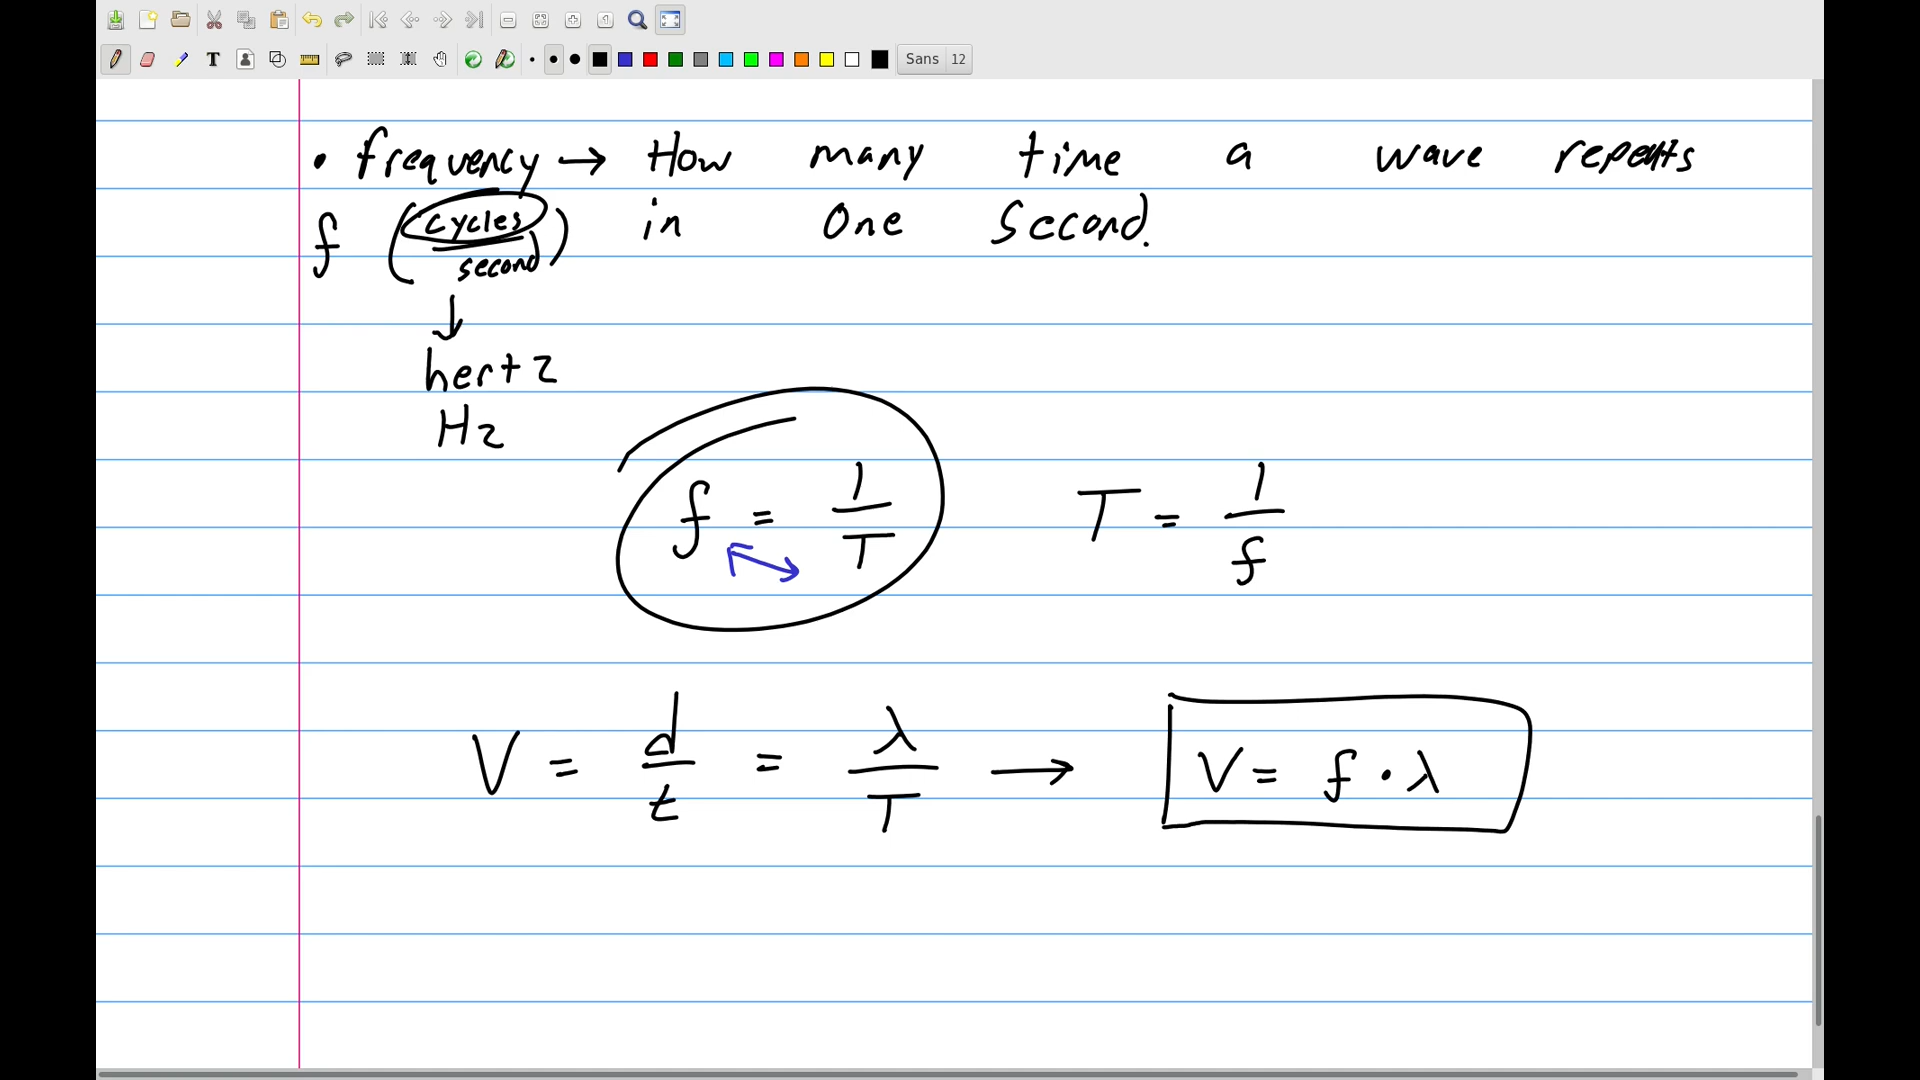 Sans 12
• frequency → How many time a wave repeats
f (cycles/second) in one second.
↓
hertz
Hz
f = 1/T T = 1/f
V = d/t = λ/T → V = f · λ